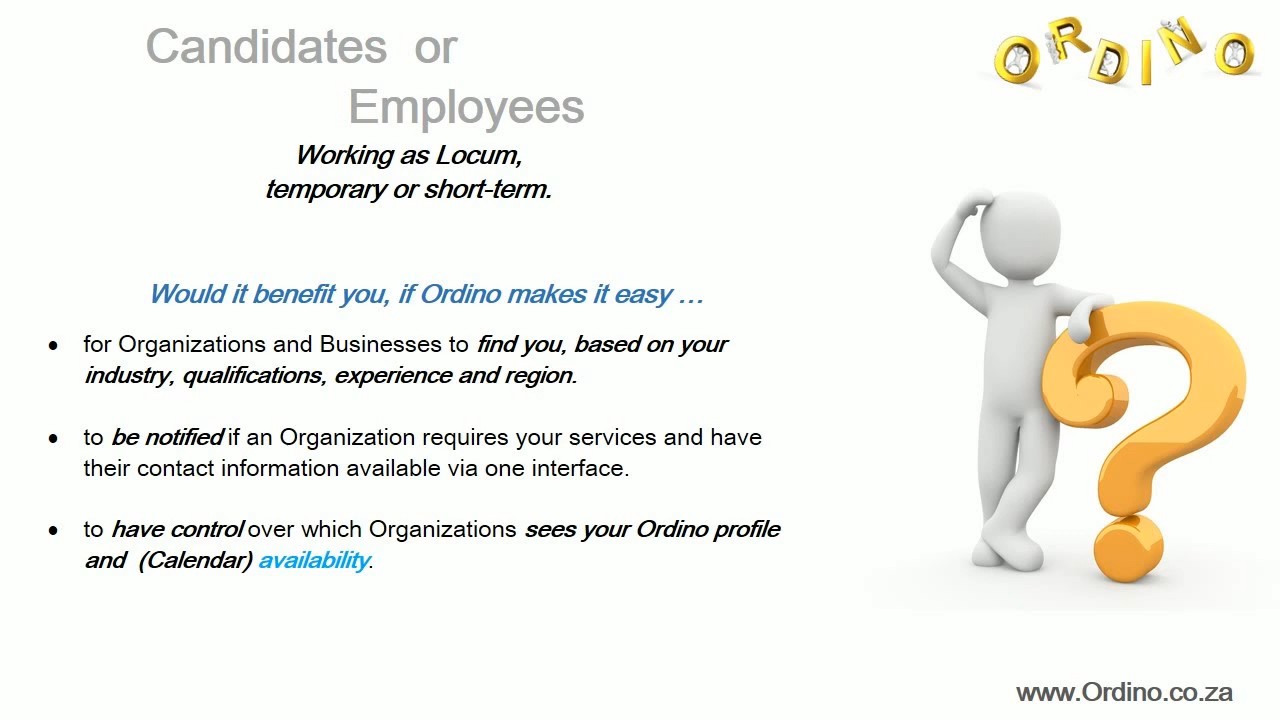 Candidates or
Employees
ORDINO
Working as Locum,
temporary or short-term.
Would it benefit you, if Ordino makes it easy …
• for Organizations and Businesses to find you, based on your
industry, qualifications, experience and region.
• to be notified if an Organization requires your services and have
their contact information available via one interface.
• to have control over which Organizations sees your Ordino profile
and (Calendar) availability.
www.Ordino.co.za